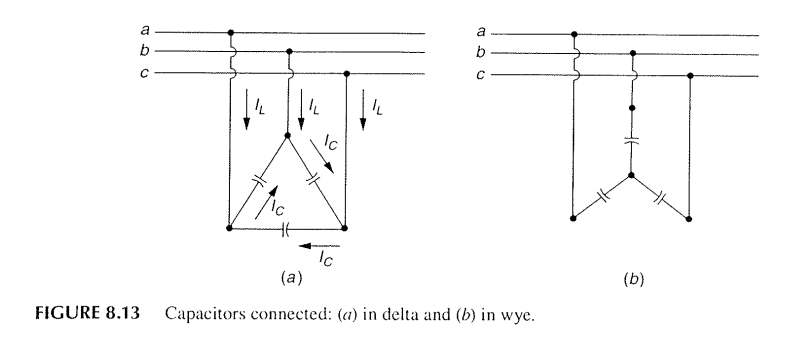 a
b
c
I_L I_L I_L
I_C
I_C
I_C
(a)
a
b
c
(b)
FIGURE 8.13 Capacitors connected: (a) in delta and (b) in wye.